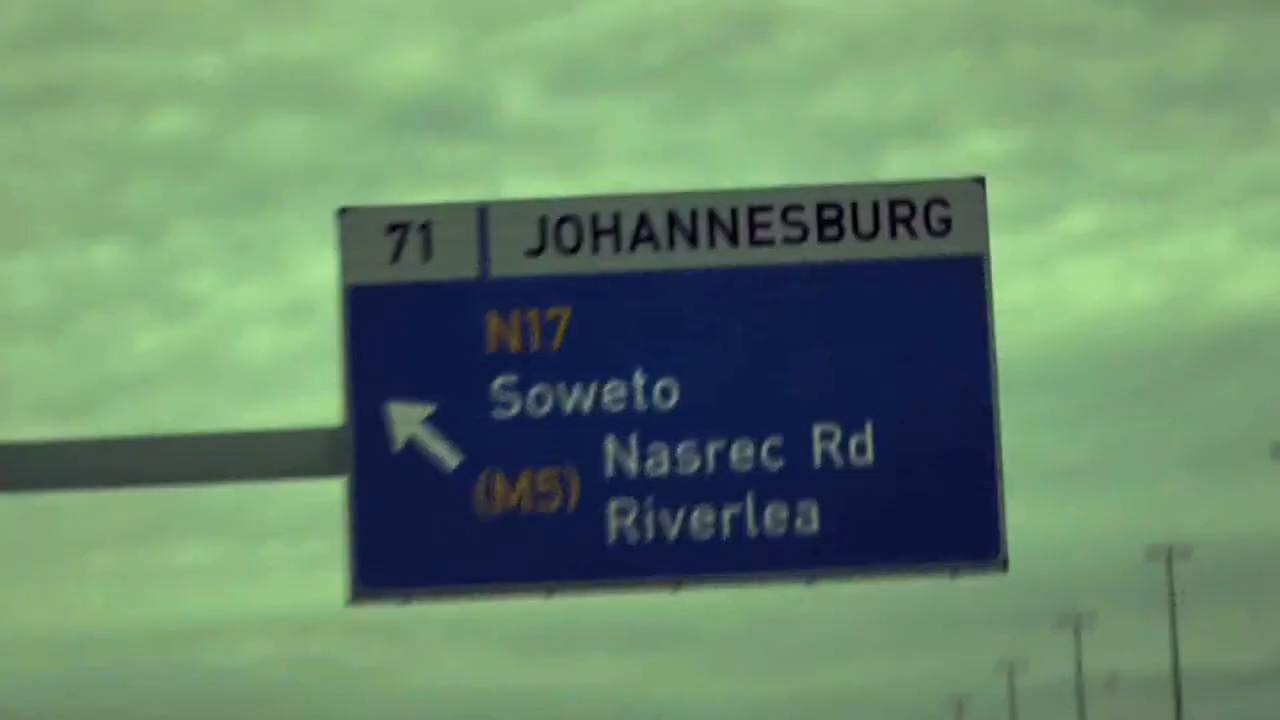 71 JOHANNESBURG
N17
Soweto
Nasrec Rd
(M5)
Riverlea